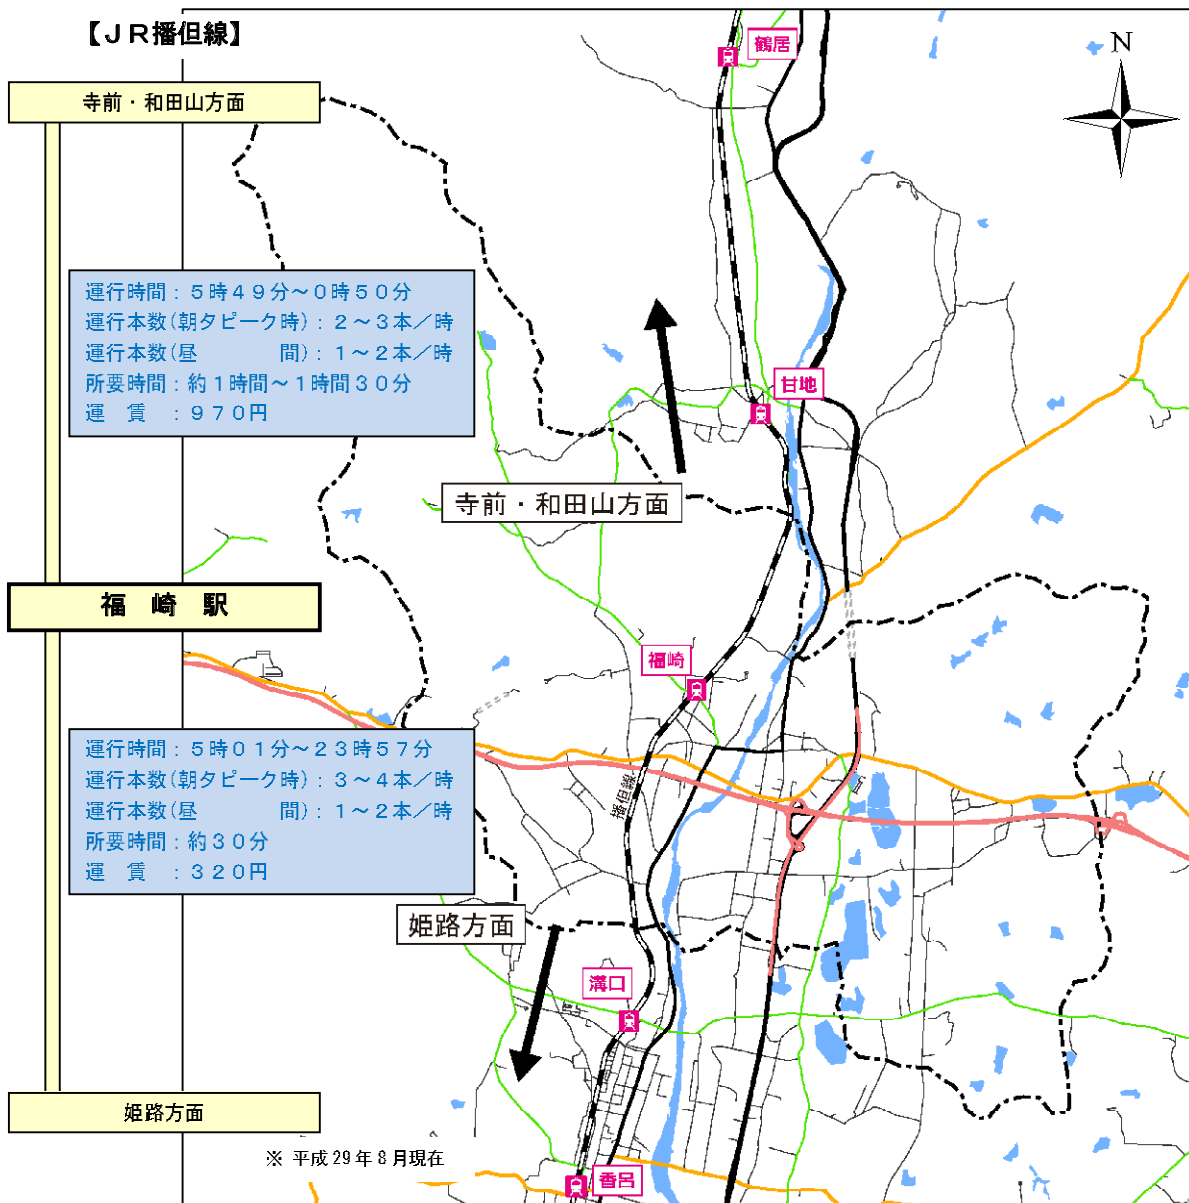 【ＪＲ播但線】
寺前・和田山方面
運行時間：５時４９分～０時５０分
運行本数（朝夕ピーク時）：２～３本／時
運行本数（昼　　　間）：１～２本／時
所要時間：約１時間～１時間３０分
運　賃　：９７０円
福　崎　駅
運行時間：５時０１分～２３時５７分
運行本数（朝夕ピーク時）：３～４本／時
運行本数（昼　　　間）：１～２本／時
所要時間：約３０分
運　賃　：３２０円
姫路方面
※ 平成29年8月現在
鶴居
N
甘地
寺前・和田山方面
福崎
播但線
姫路方面
溝口
香呂